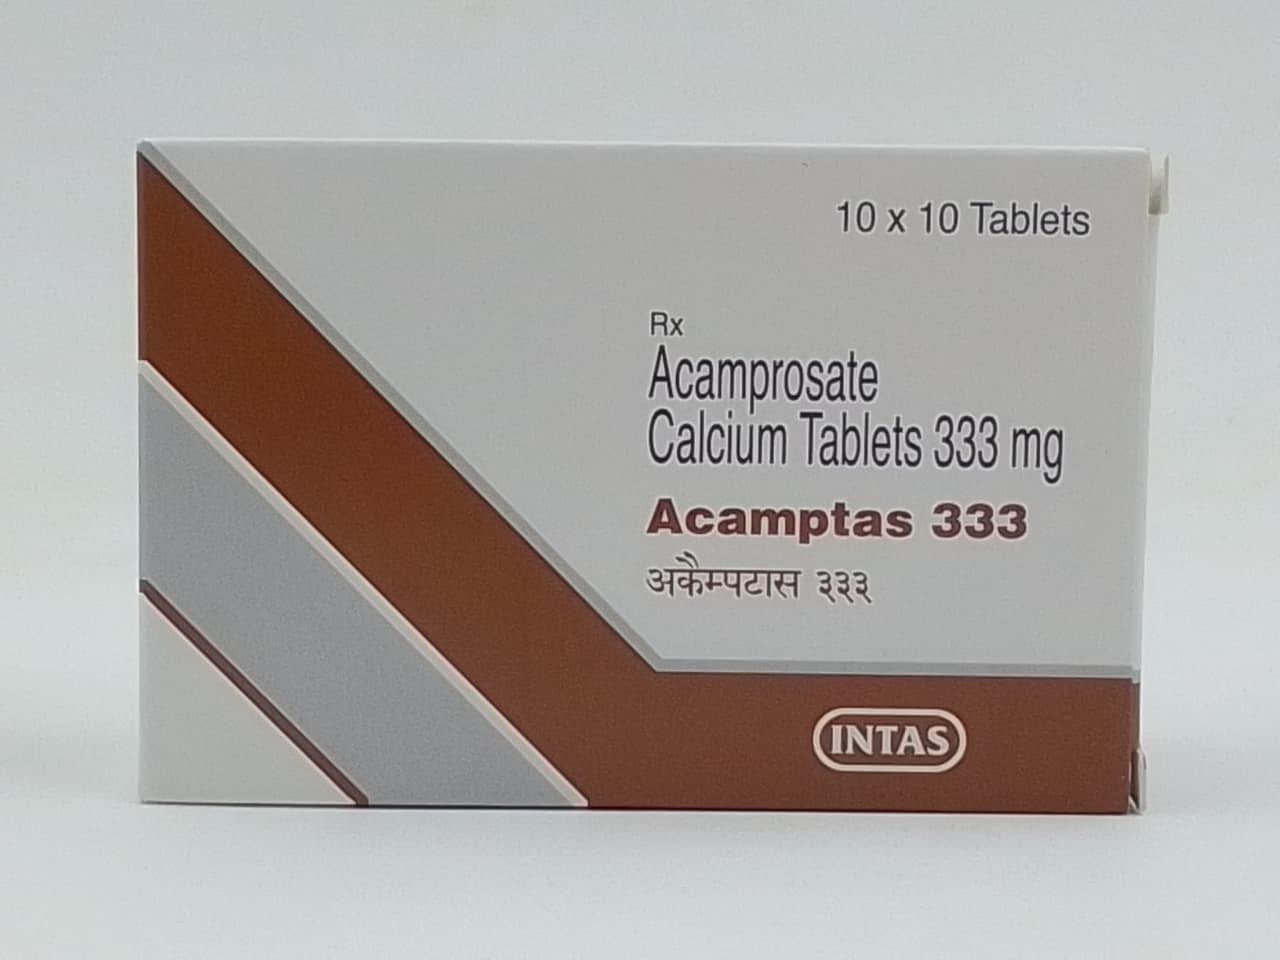 10 x 10 Tablets
Rx
Acamprosate
Calcium Tablets 333 mg
Acamptas 333
अकैम्पटास ३३३
INTAS